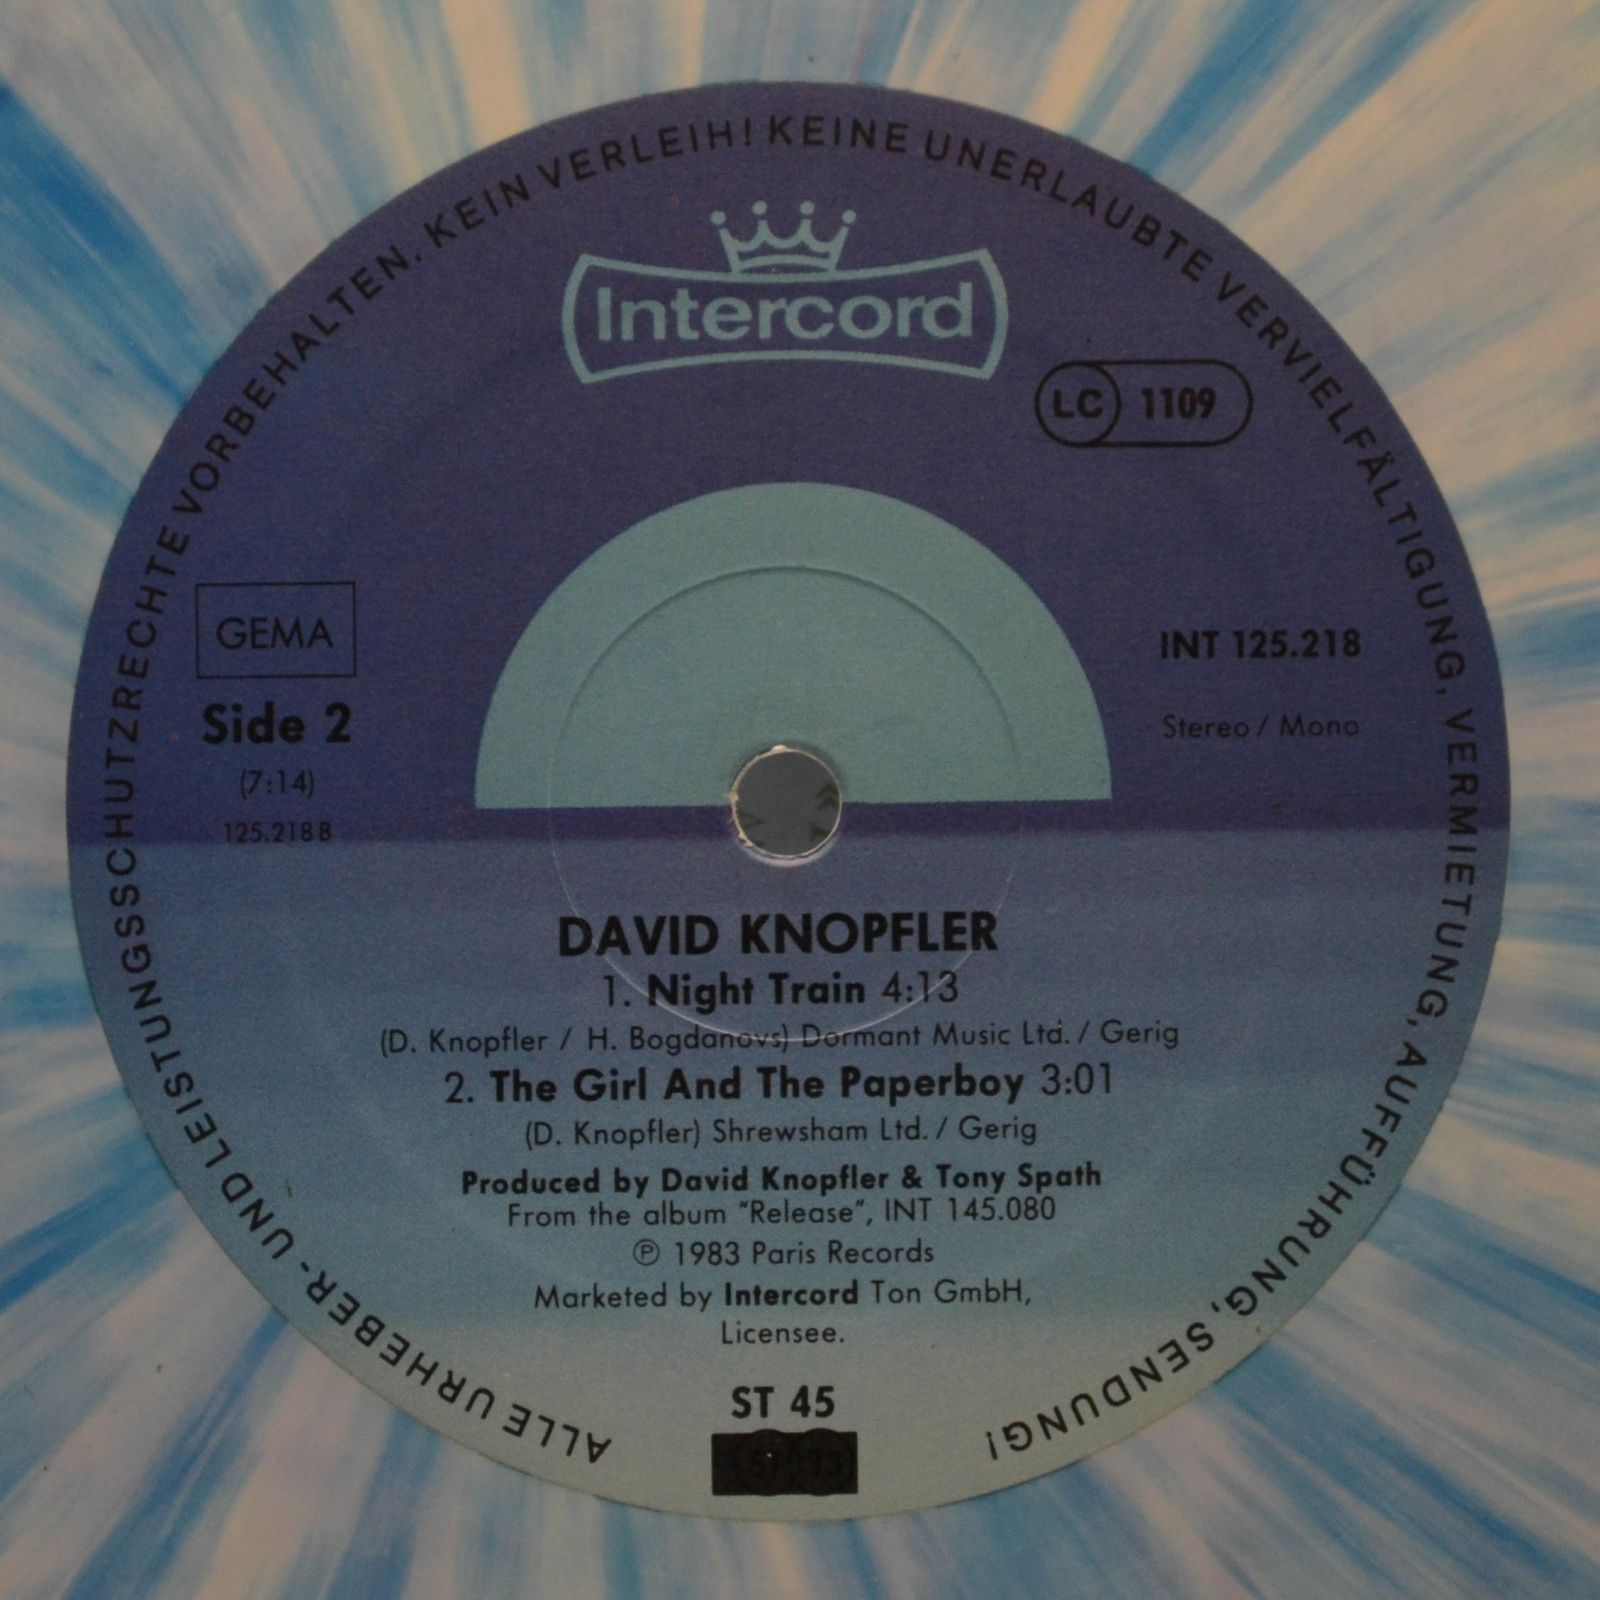 ALLE URHEBER- UND LEISTUNGSSCHUTZRECHTE VORBEHALTEN. KEIN VERLEIH! KEINE UNERLAUBTE VERVIELFÄLTIGUNG, VERMIETUNG, AUFFÜHRUNG, SENDUNG!
Intercord
LC 1109
GEMA
Side 2
(7:14)
125.218 B
INT 125.218
Stereo / Mono
DAVID KNOPFLER
1. Night Train 4:13
(D. Knopfler / H. Bogdanovs) Dormant Music Ltd. / Gerig
2. The Girl And The Paperboy 3:01
(D. Knopfler) Shrewsham Ltd. / Gerig
Produced by David Knopfler & Tony Spath
From the album "Release", INT 145.080
℗ 1983 Paris Records
Marketed by Intercord Ton GmbH,
Licensee.
ST 45